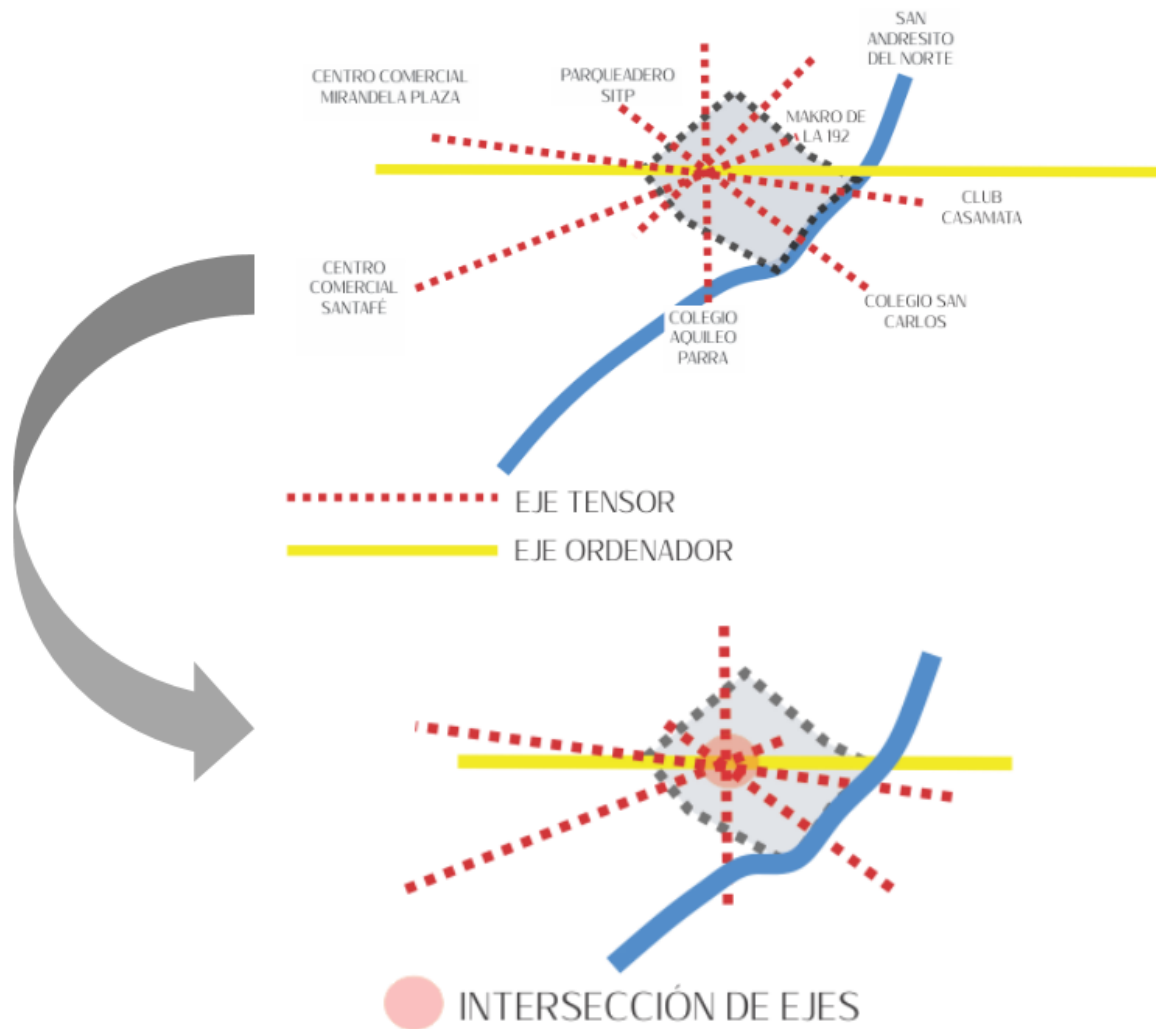 SAN
ANDRESITO
DEL NORTE
CENTRO COMERCIAL
MIRANDELA PLAZA
PARQUEADERO
SITP
MAKRO DE
LA 192
CLUB
CASAMATA
CENTRO
COMERCIAL
SANTAFÉ
COLEGIO SAN
CARLOS
COLEGIO
AQUILEO
PARRA
EJE TENSOR
EJE ORDENADOR
INTERSECCIÓN DE EJES